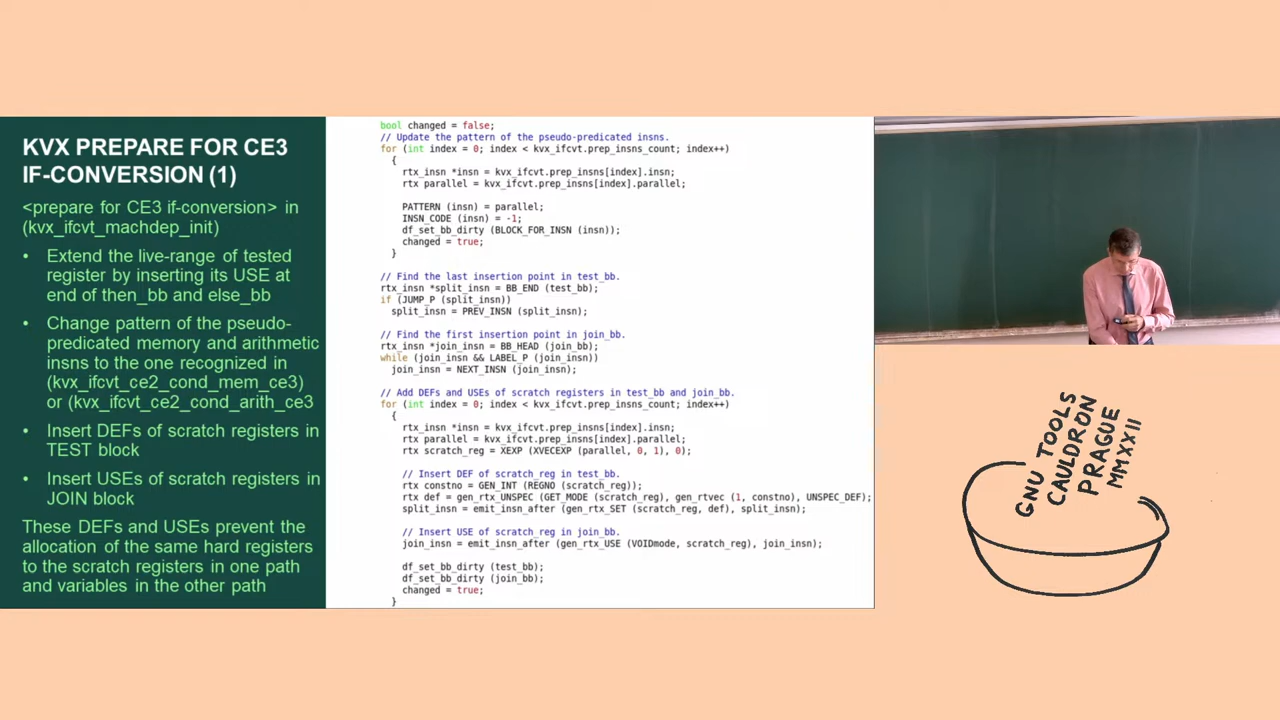 KVX PREPARE FOR CE3
IF-CONVERSION (1)
<prepare for CE3 if-conversion> in
(kvx_ifcvt_machdep_init)
• Extend the live-range of tested
register by inserting its USE at
end of then_bb and else_bb
• Change pattern of the pseudo-
predicated memory and arithmetic
insns to the one recognized in
(kvx_ifcvt_ce2_cond_mem_ce3)
or (kvx_ifcvt_ce2_cond_arith_ce3
• Insert DEFs of scratch registers in
TEST block
• Insert USEs of scratch registers in
JOIN block
These DEFs and USEs prevent the
allocation of the same hard registers
to the scratch registers in one path
and variables in the other path
bool changed = false;
// Update the pattern of the pseudo-predicated insns.
for (int index = 0; index < kvx_ifcvt.prep_insns_count; index++)
{
rtx_insn *insn = kvx_ifcvt.prep_insns[index].insn;
rtx parallel = kvx_ifcvt.prep_insns[index].parallel;
PATTERN (insn) = parallel;
INSN_CODE (insn) = -1;
df_set_bb_dirty (BLOCK_FOR_INSN (insn));
changed = true;
}
// Find the last insertion point in test_bb.
rtx_insn *split_insn = BB_END (test_bb);
if (JUMP_P (split_insn))
split_insn = PREV_INSN (split_insn);
// Find the first insertion point in join_bb.
rtx_insn *join_insn = BB_HEAD (join_bb);
while (join_insn && LABEL_P (join_insn))
join_insn = NEXT_INSN (join_insn);
// Add DEFs and USEs of scratch registers in test_bb and join_bb.
for (int index = 0; index < kvx_ifcvt.prep_insns_count; index++)
{
rtx_insn *insn = kvx_ifcvt.prep_insns[index].insn;
rtx parallel = kvx_ifcvt.prep_insns[index].parallel;
rtx scratch_reg = XEXP (XVECEXP (parallel, 0, 1), 0);
// Insert DEF of scratch_reg in test_bb.
rtx constno = GEN_INT (REGNO (scratch_reg));
rtx def = gen_rtx_UNSPEC (GET_MODE (scratch_reg), gen_rtvec (1, constno), UNSPEC_DEF);
split_insn = emit_insn_after (gen_rtx_SET (scratch_reg, def), split_insn);
// Insert USE of scratch_reg in join_bb.
join_insn = emit_insn_after (gen_rtx_USE (VOIDmode, scratch_reg), join_insn);
df_set_bb_dirty (test_bb);
df_set_bb_dirty (join_bb);
changed = true;
}
GNU TOOLS
CAULDRON
PRAGUE
MMXXII